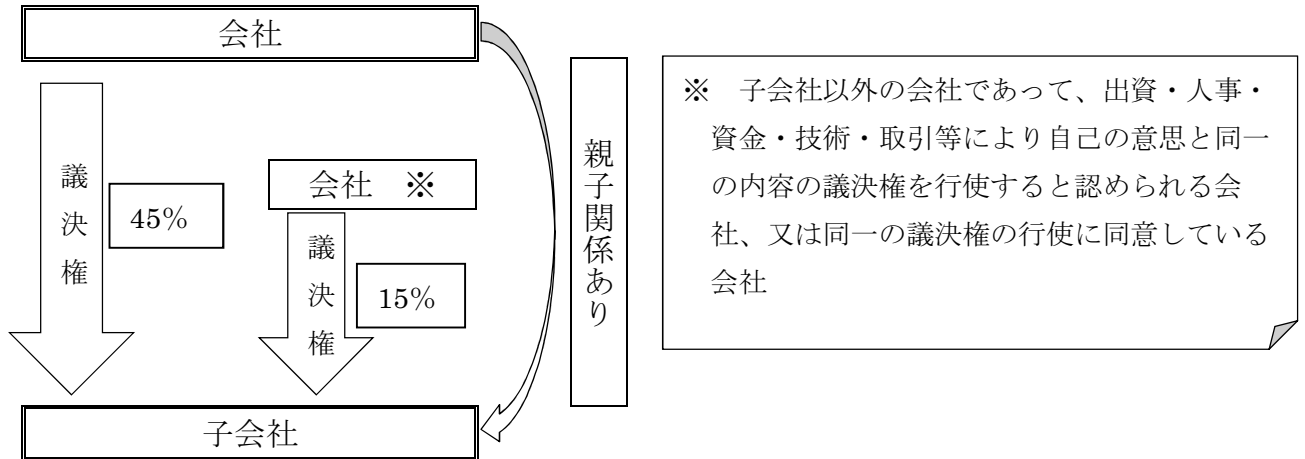 会社
議決権
45%
会社　※
議決権
15%
親子関係あり
子会社
※　子会社以外の会社であって、出資・人事・
資金・技術・取引等により自己の意思と同一
の内容の議決権を行使すると認められる会
社、又は同一の議決権の行使に同意している
会社